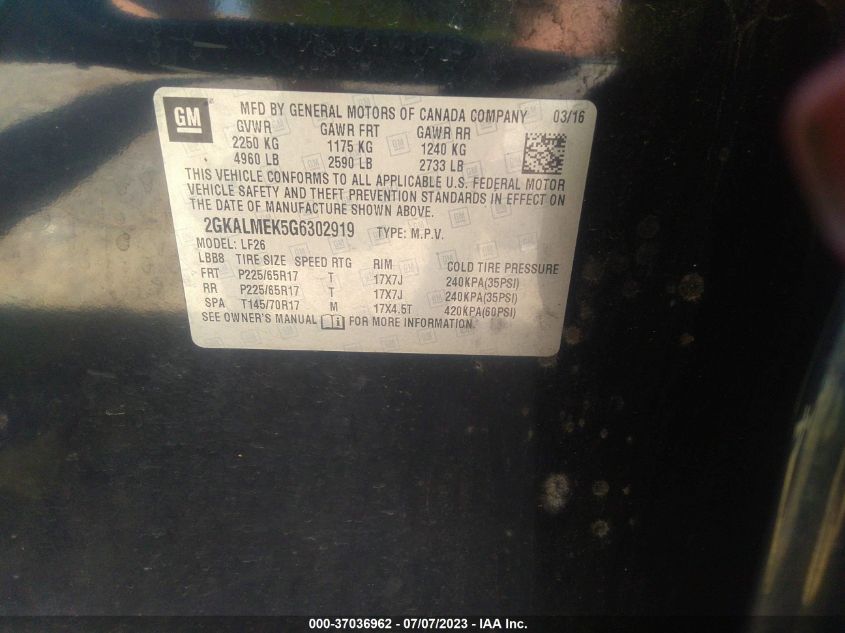 GM
MFD BY GENERAL MOTORS OF CANADA COMPANY 03/16
GVWR GAWR FRT GAWR RR
2250 KG 1175 KG 1240 KG
4960 LB 2590 LB 2733 LB
THIS VEHICLE CONFORMS TO ALL APPLICABLE U.S. FEDERAL MOTOR
VEHICLE SAFETY AND THEFT PREVENTION STANDARDS IN EFFECT ON
THE DATE OF MANUFACTURE SHOWN ABOVE.
2GKALMEK5G6302919 TYPE: M.P.V.
MODEL: LF26
LBB8 TIRE SIZE SPEED RTG RIM COLD TIRE PRESSURE
FRT P225/65R17 T 17X7J 240KPA(35PSI)
RR P225/65R17 T 17X7J 240KPA(35PSI)
SPA T145/70R17 M 17X4.5T 420KPA(60PSI)
SEE OWNER'S MANUAL FOR MORE INFORMATION.
000-37036962 - 07/07/2023 - IAA Inc.